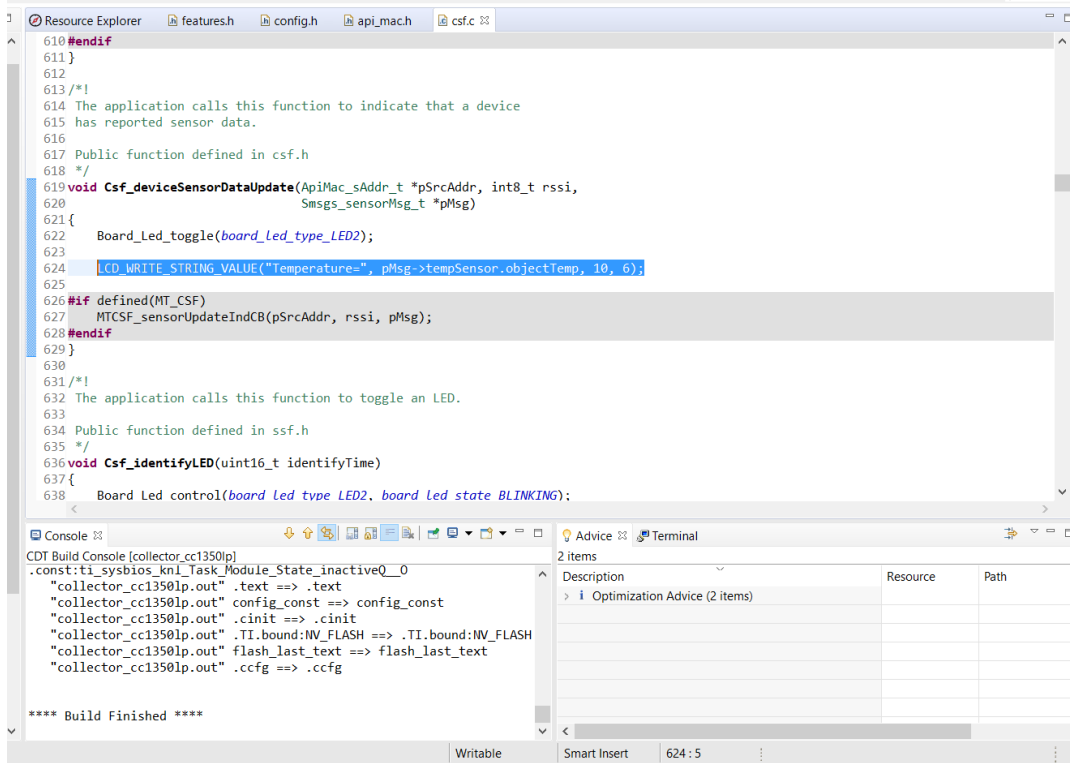 Resource Explorer features.h config.h api_mac.h csf.c
610 #endif
611 }
612
613 /*!
614 The application calls this function to indicate that a device
615 has reported sensor data.
616
617 Public function defined in csf.h
618 */
619 void Csf_deviceSensorDataUpdate(ApiMac_sAddr_t *pSrcAddr, int8_t rssi,
620 Smsgs_sensorMsg_t *pMsg)
621 {
622 Board_Led_toggle(board_led_type_LED2);
623
624 LCD_WRITE_STRING_VALUE("Temperature=", pMsg->tempSensor.objectTemp, 10, 6);
625
626 #if defined(MT_CSF)
627 MTCSF_sensorUpdateIndCB(pSrcAddr, rssi, pMsg);
628 #endif
629 }
630
631 /*!
632 The application calls this function to toggle an LED.
633
634 Public function defined in ssf.h
635 */
636 void Csf_identifyLED(uint16_t identifyTime)
637 {
638 Board_Led_control(board_led_type_LED2, board_led_state_BLINKING);
Console
CDT Build Console [collector_cc1350lp]
.const:ti_sysbios_knl_Task_Module_State_inactiveQ__O
"collector_cc1350lp.out" .text ==> .text
"collector_cc1350lp.out" config_const ==> config_const
"collector_cc1350lp.out" .cinit ==> .cinit
"collector_cc1350lp.out" .TI.bound:NV_FLASH ==> .TI.bound:NV_FLASH
"collector_cc1350lp.out" flash_last_text ==> flash_last_text
"collector_cc1350lp.out" .ccfg ==> .ccfg
**** Build Finished ****
Advice Terminal
2 items
Description Resource Path
i Optimization Advice (2 items)
Writable Smart Insert 624 : 5